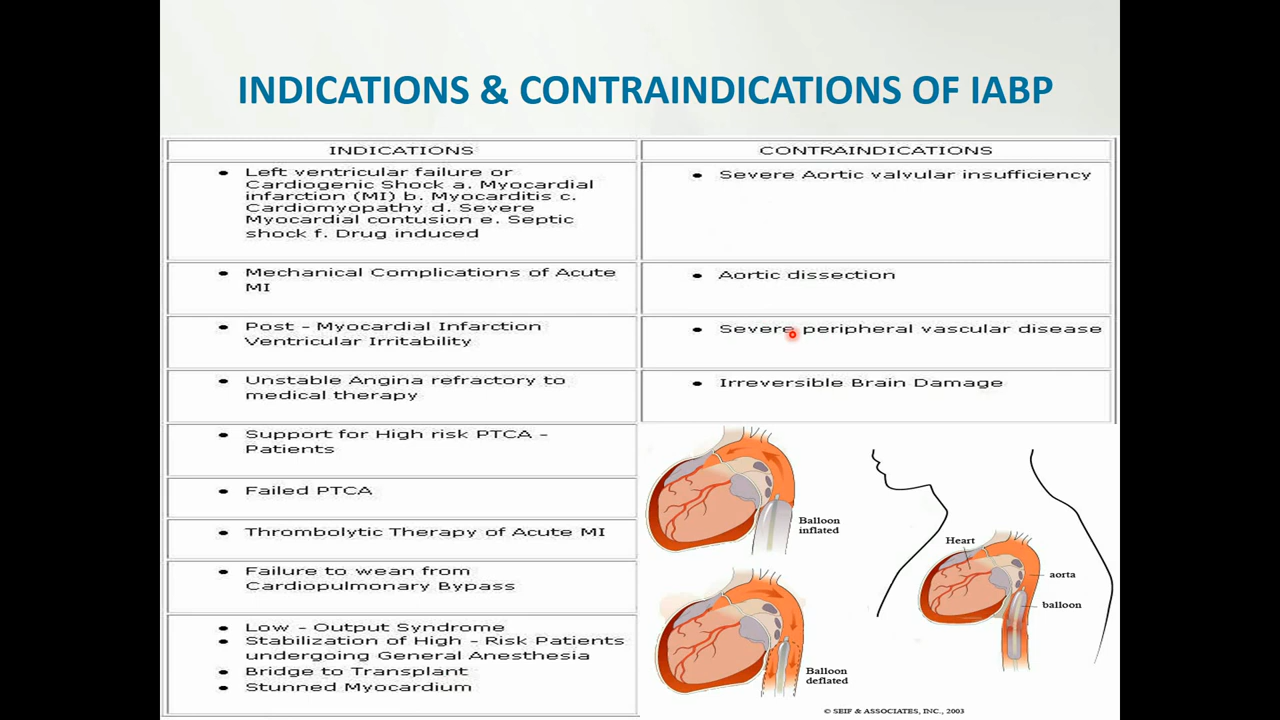 INDICATIONS & CONTRAINDICATIONS OF IABP
INDICATIONS
CONTRAINDICATIONS
• Left ventricular failure or
Cardiogenic Shock a. Myocardial
infarction (MI) b. Myocarditis c.
Cardiomyopathy d. Severe
Myocardial contusion e. Septic
shock f. Drug induced
• Severe Aortic valvular insufficiency
• Mechanical Complications of Acute
MI
• Aortic dissection
• Post - Myocardial Infarction
Ventricular Irritability
• Severe peripheral vascular disease
• Unstable Angina refractory to
medical therapy
• Irreversible Brain Damage
• Support for High risk PTCA -
Patients
• Failed PTCA
• Thrombolytic Therapy of Acute MI
• Failure to wean from
Cardiopulmonary Bypass
• Low - Output Syndrome
• Stabilization of High - Risk Patients
undergoing General Anesthesia
• Bridge to Transplant
• Stunned Myocardium
Balloon
inflated
Heart
aorta
balloon
Balloon
deflated
© SEIF & ASSOCIATES, INC., 2003